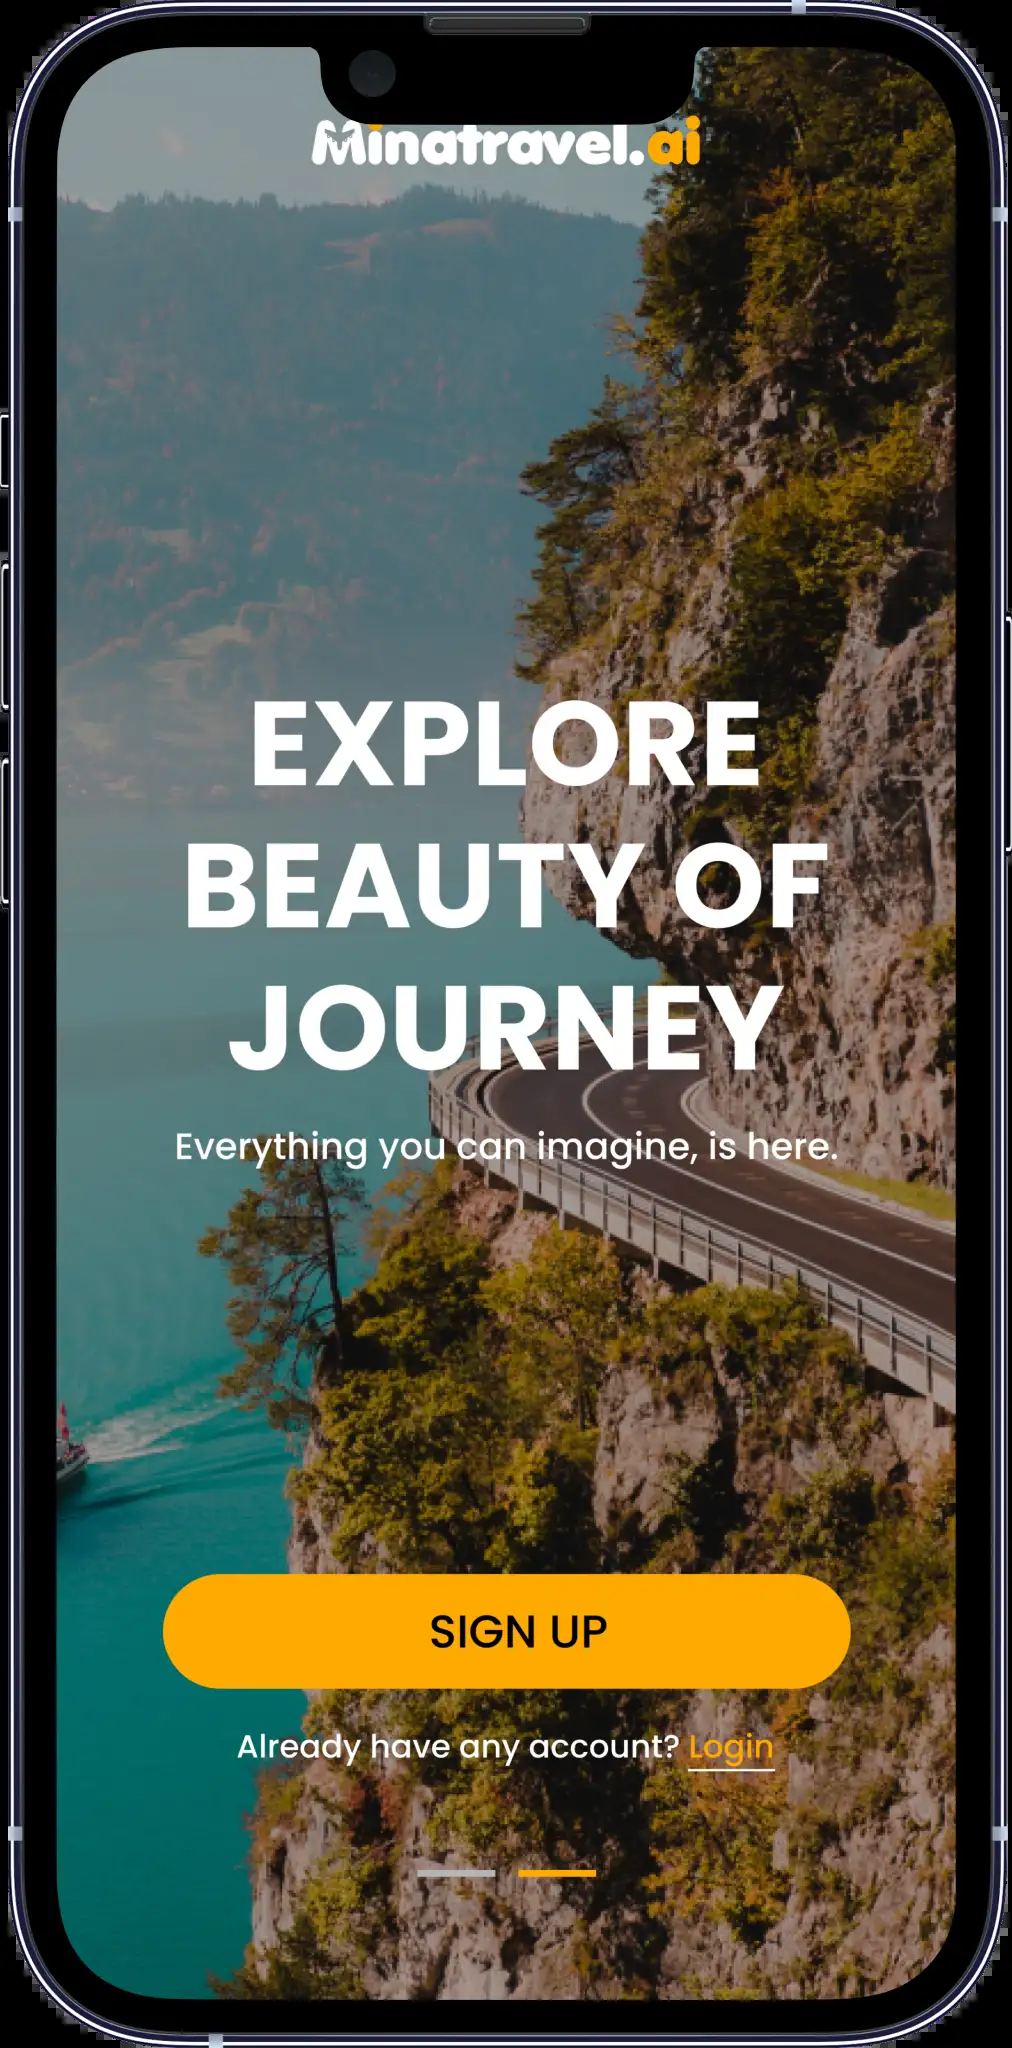 Minatravel.ai
EXPLORE
BEAUTY OF
JOURNEY
Everything you can imagine, is here.
SIGN UP
Already have any account? Login